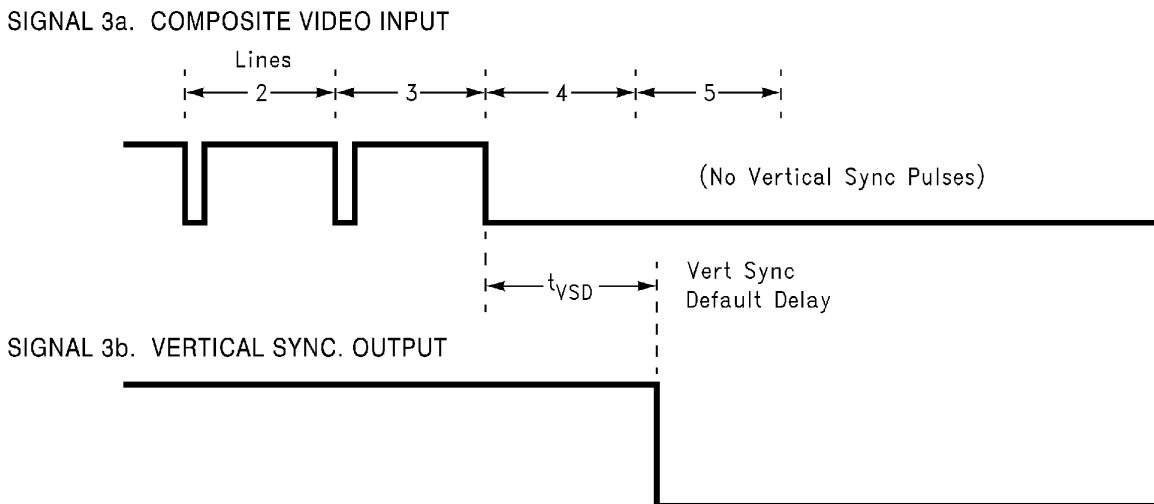 SIGNAL 3a. COMPOSITE VIDEO INPUT
Lines
2 3 4 5
(No Vertical Sync Pulses)
tVSD
Vert Sync
Default Delay
SIGNAL 3b. VERTICAL SYNC. OUTPUT